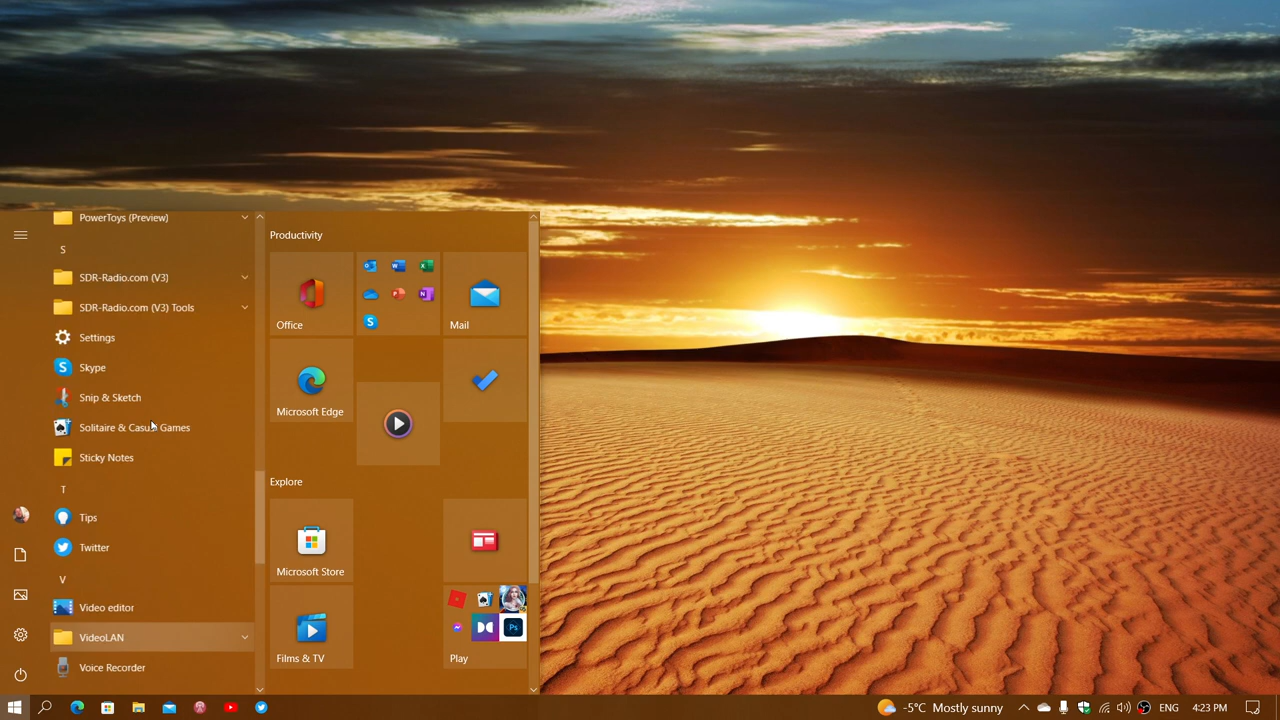 PowerToys (Preview)
S
SDR-Radio.com (V3)
SDR-Radio.com (V3) Tools
Settings
Skype
Snip & Sketch
Solitaire & Casual Games
Sticky Notes
T
Tips
Twitter
V
Video editor
VideoLAN
Voice Recorder
Productivity
Office
Mail
Microsoft Edge
Explore
Microsoft Store
Films & TV
Play
Ps
-5°C Mostly sunny
ENG
4:23 PM